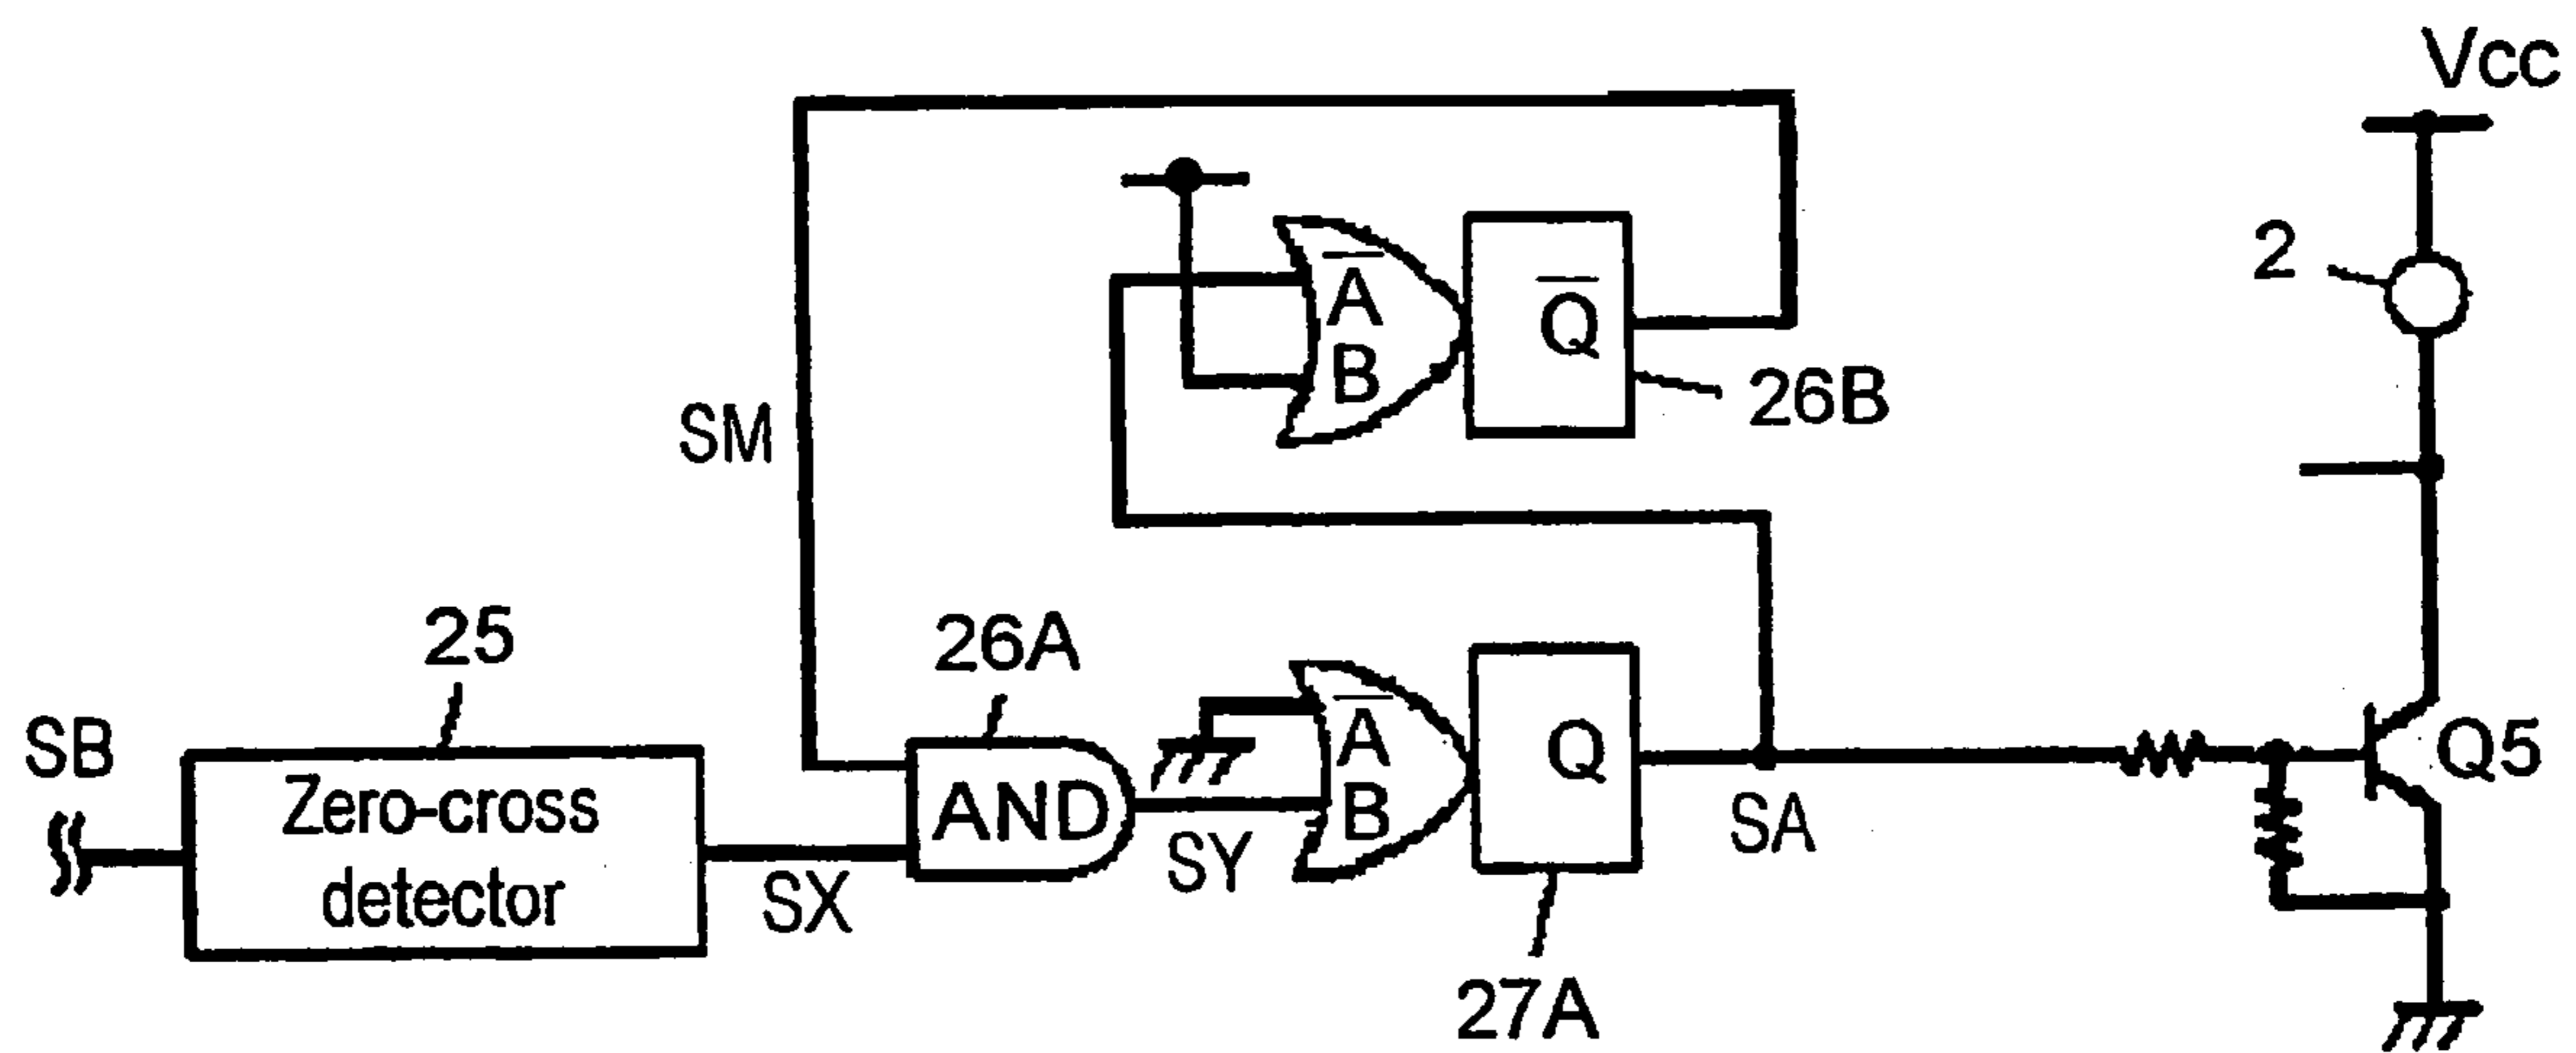 Vcc
2
A̅
B
Q̅
26B
SM
25
26A
SB
Zero-cross
detector
AND
SX
SY
A̅
B
Q
SA
Q5
27A